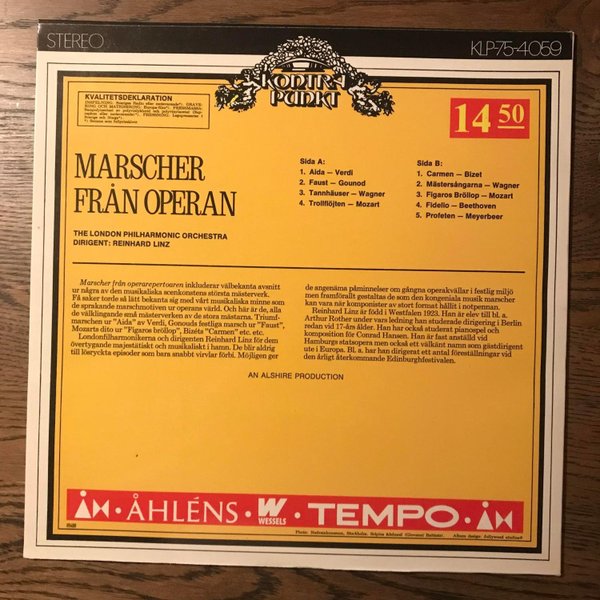 STEREO
KLP-75-4059
KONTRA
PUNKT
KVALITETSDEKLARATION
14 50
MARSCHER
FRÅN OPERAN
THE LONDON PHILHARMONIC ORCHESTRA
DIRIGENT: REINHARD LINZ
Sida A:
1. Aida – Verdi
2. Faust – Gounod
3. Tannhäuser – Wagner
4. Trollflöjten – Mozart
Sida B:
1. Carmen – Bizet
2. Mästersångarna – Wagner
3. Figaros Bröllop – Mozart
4. Fidelio – Beethoven
5. Profeten – Meyerbeer
Marscher från operarepertoaren inkluderar välbekanta avsnitt
ur några av den musikaliska scenkonstens största mästerverk.
Få saker torde så lätt bekanta sig med vårt musikaliska minne som
de sprakande marschmotiven ur operans värld. Och här är de, alla
de välklingande små mästerverken av de stora mästarna. Triumf-
marschen ur "Aida" av Verdi, Gonouds festliga marsch ur "Faust",
Mozarts dito ur "Figaros bröllop", Bizéts "Carmen" etc. etc.
Londonfilharmonikerna och dirigenten Reinhard Linz för dem
övertygande majestätiskt och musikaliskt i hamn. De blir aldrig
till lösryckta episoder som bara snabbt virvlar förbi. Möjligen ger
de angenäma påminnelser om gångna operakvällar i festlig miljö
men framförallt gestaltas de som den kongeniala musik marscher
kan vara när kompositör av stort format hållit i notpennan.
Reinhard Linz är född i Westfalen 1923. Han är elev till bl. a.
Arthur Rother under vars ledning han studerade dirigering i Berlin
redan vid 17-års ålder. Han har också studerat pianospel och
komposition för Conrad Hansen. Han är fast anställd vid
Hamburgs statsopera men också ett välkänt namn som gästdirigent
ute i Europa. Bl. a. har han dirigerat ett antal föreställningar vid
den årligt återkommande Edinburghfestivalen.
AN ALSHIRE PRODUCTION
ÅHLÉNS · W WESSELS · TEMPO